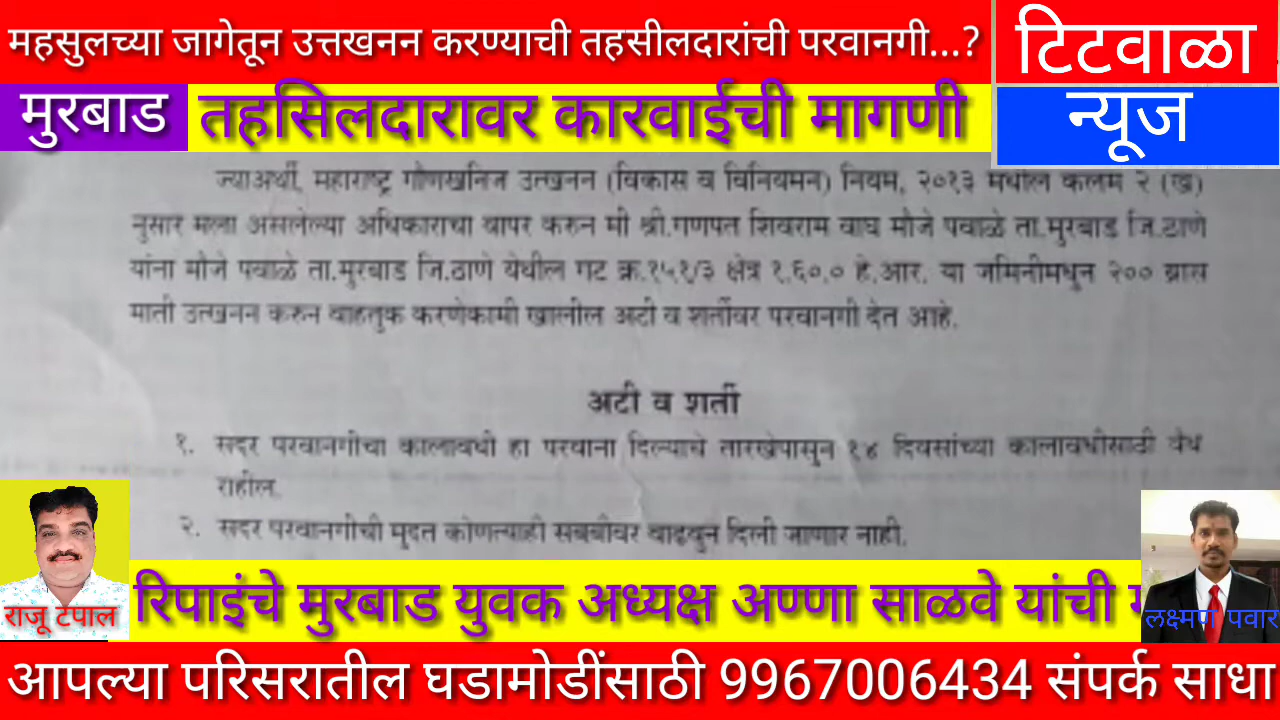 महसुलच्या जागेतून उत्तखनन करण्याची तहसीलदारांची परवानगी...?
टिटवाळा
न्यूज
मुरबाड
तहसिलदारावर कारवाईची मागणी
ज्याअर्थी, महाराष्ट्र गौणखनिज उत्खनन (विकास व विनियमन) नियम, २०१३ मधील कलम २ (ख)
नुसार मला असलेल्या अधिकाराचा वापर करुन मी श्री.गणपत शिवराम वाघ मौजे पवाळे ता.मुरबाड जि.ठाणे
यांना मौजे पवाळे ता.मुरबाड जि.ठाणे येथील गट क्र.१५१/३ क्षेत्र १.६०.० हे.आर. या जमिनीमधुन २०० ब्रास
माती उत्खनन करुन वाहतुक करणेकामी खालील अटी व शर्तीवर परवानगी देत आहे.
अटी व शर्ती
१. सदर परवानगीचा कालावधी हा परवाना दिल्याचे तारखेपासुन १४ दिवसांच्या कालावधीसाठी वैध
राहील.
२. सदर परवानगीची मुदत कोणत्याही सबबीवर वाढवुन दिली जाणार नाही.
राजू टपाल
रिपाइंचे मुरबाड युवक अध्यक्ष अण्णा साळवे यांची
लक्ष्मण पवार
आपल्या परिसरातील घडामोडींसाठी 9967006434 संपर्क साधा